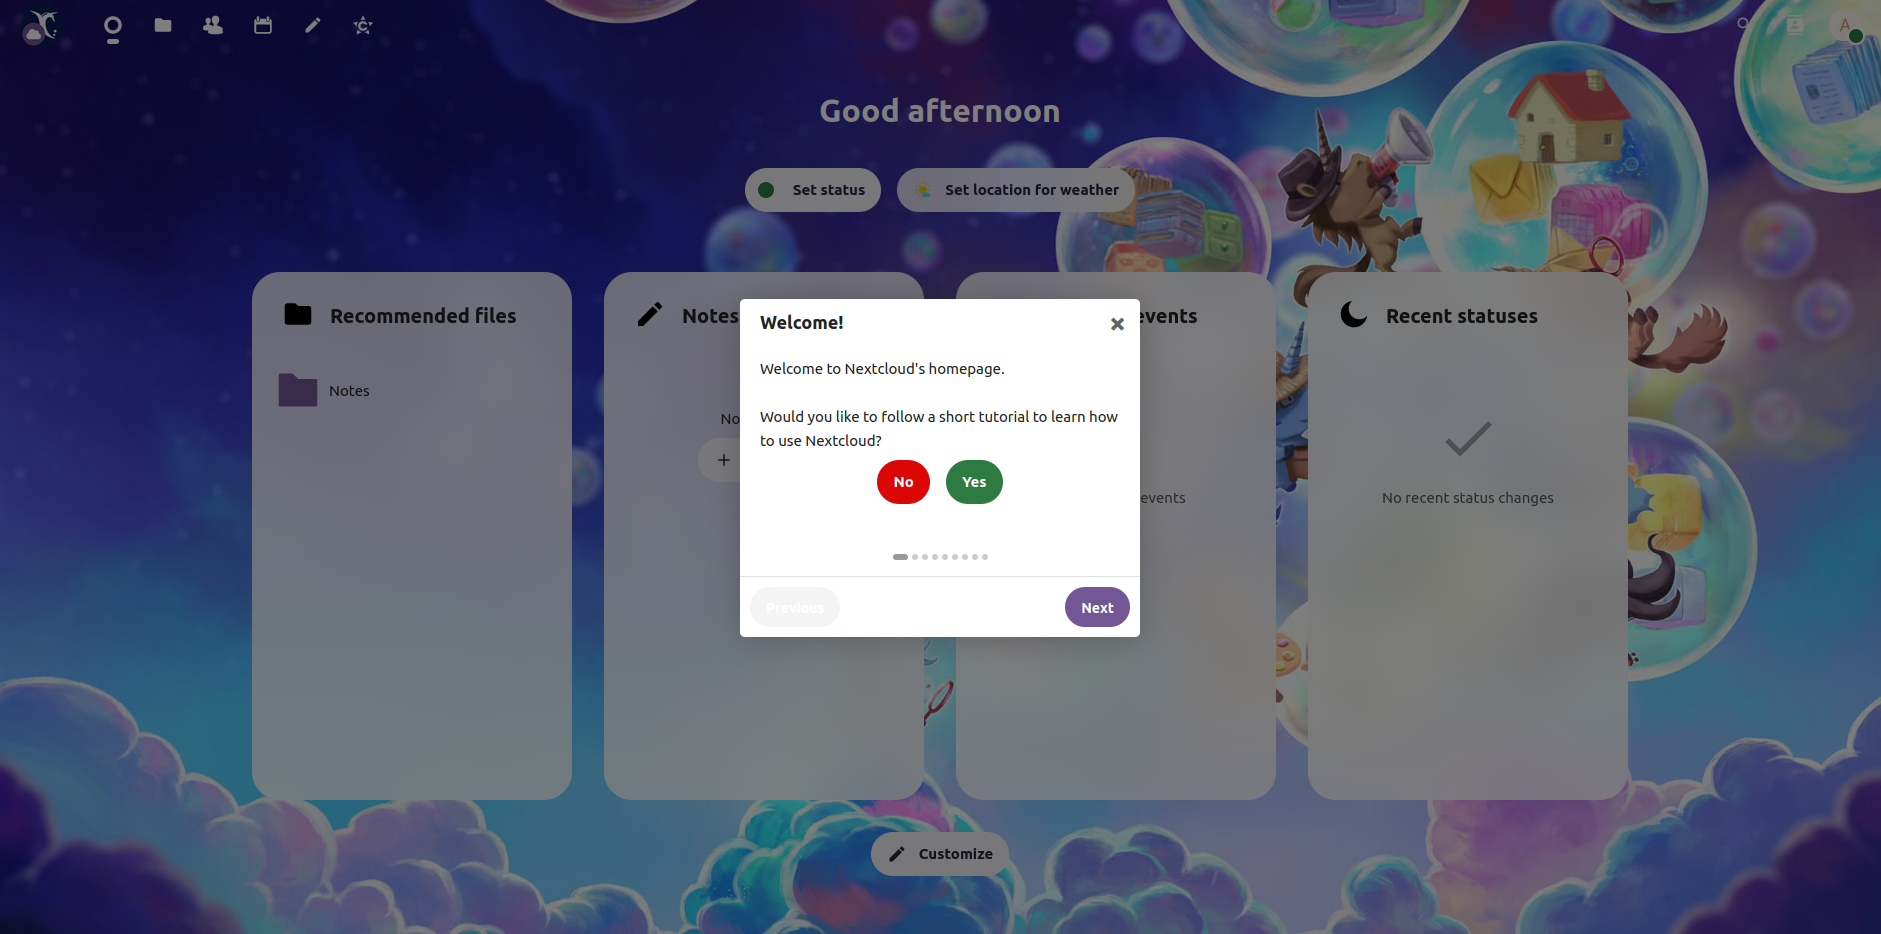 A
Good afternoon
Set status
Set location for weather
Recommended files
Notes
Notes
No
Welcome!
Welcome to Nextcloud's homepage.
Would you like to follow a short tutorial to learn how
to use Nextcloud?
No
Yes
Previous
Next
events
events
Recent statuses
No recent status changes
Customize